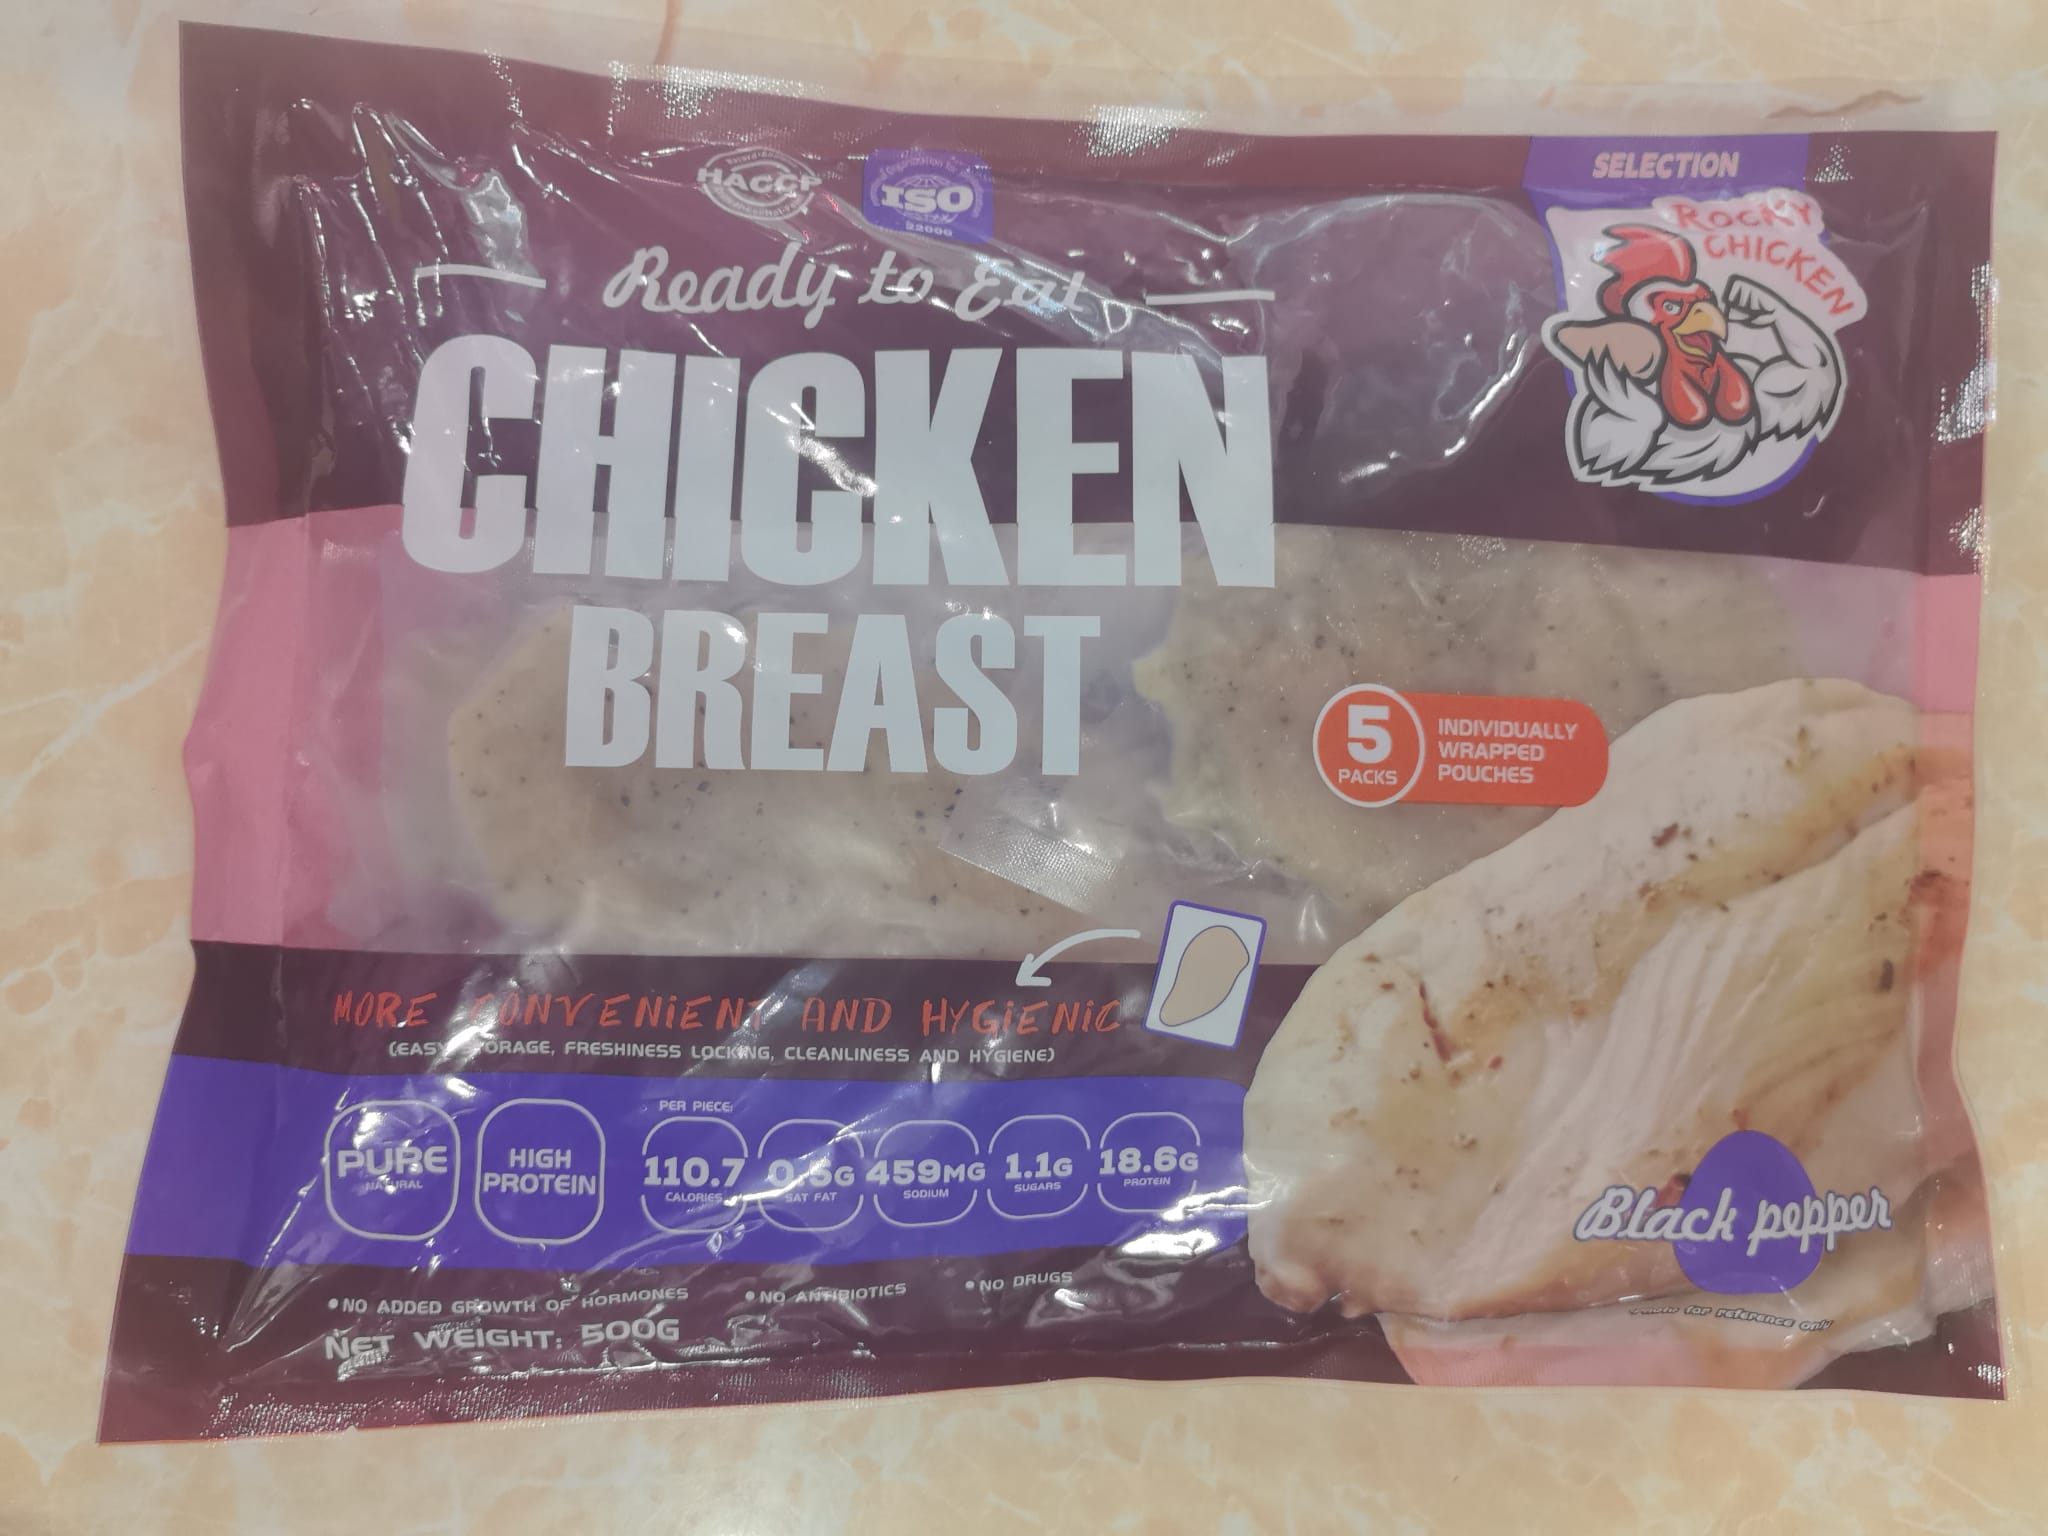 HACCP
ISO
22000
SELECTION
ROCKY
CHICKEN
Ready to Eat
CHICKEN
BREAST
5
PACKS
INDIVIDUALLY
WRAPPED
POUCHES
MORE CONVENIENT AND HYGIENIC
FRESHINESS LOCKING, CLEANLINESS AND HYGIENE)
PURE
NATURAL
HIGH
PROTEIN
PER PIECE:
110.7
CALORIES
SAT FAT
459MG
SODIUM
1.1G
SUGARS
18.6G
PROTEIN
Black pepper
for reference only
•NO ADDED GROWTH OF HORMONES
•NO ANTIBIOTICS
•NO DRUGS
NET WEIGHT: 500G